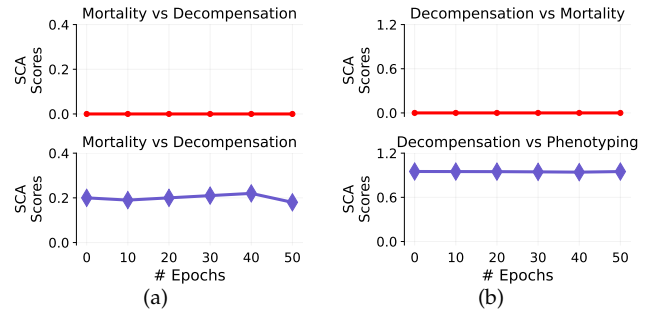 Mortality vs Decompensation
0.4
0.2
0.0
SCA
Scores
Mortality vs Decompensation
0.4
0.2
0.0
SCA
Scores
0 10 20 30 40 50
# Epochs
(a)
Decompensation vs Mortality
1.2
0.6
0.0
SCA
Scores
Decompensation vs Phenotyping
1.2
0.6
0.0
SCA
Scores
0 10 20 30 40 50
# Epochs
(b)